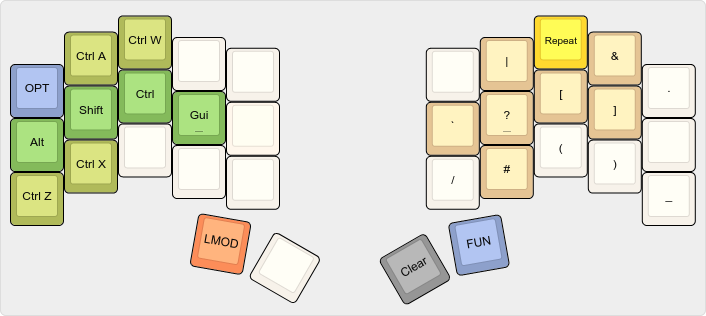 OPT
Ctrl A
Ctrl W
Alt
Shift
Ctrl
Gui
_
Ctrl Z
Ctrl X
LMOD
|
Repeat
&
.
`
?
_
[
]
/
#
(
)
_
Clear
FUN